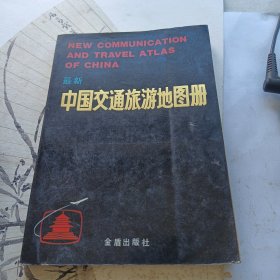 NEW COMMUNICATION
AND TRAVEL ATLAS
OF CHINA
最新
中国交通旅游地图册
金盾出版社